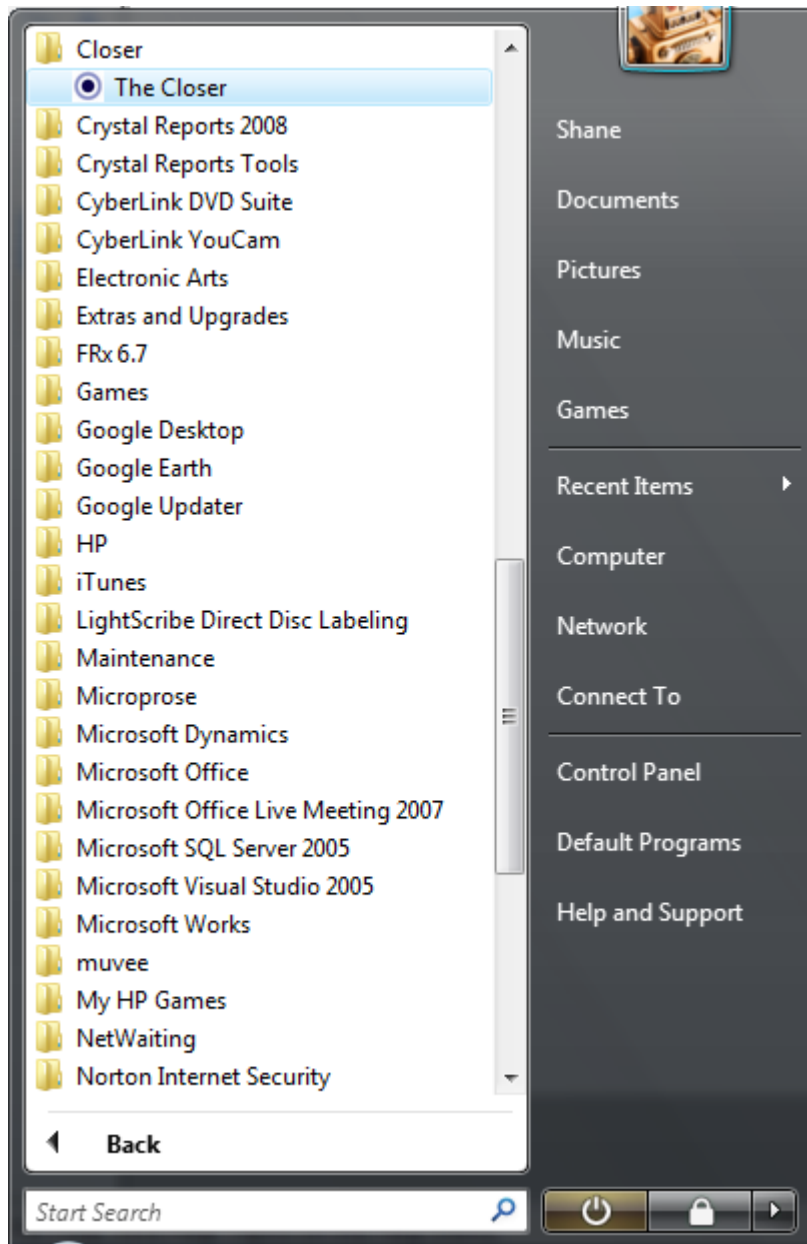 Closer
The Closer
Crystal Reports 2008
Crystal Reports Tools
CyberLink DVD Suite
CyberLink YouCam
Electronic Arts
Extras and Upgrades
FRx 6.7
Games
Google Desktop
Google Earth
Google Updater
HP
iTunes
LightScribe Direct Disc Labeling
Maintenance
Microprose
Microsoft Dynamics
Microsoft Office
Microsoft Office Live Meeting 2007
Microsoft SQL Server 2005
Microsoft Visual Studio 2005
Microsoft Works
muvee
My HP Games
NetWaiting
Norton Internet Security
Back
Start Search
Shane
Documents
Pictures
Music
Games
Recent Items
Computer
Network
Connect To
Control Panel
Default Programs
Help and Support